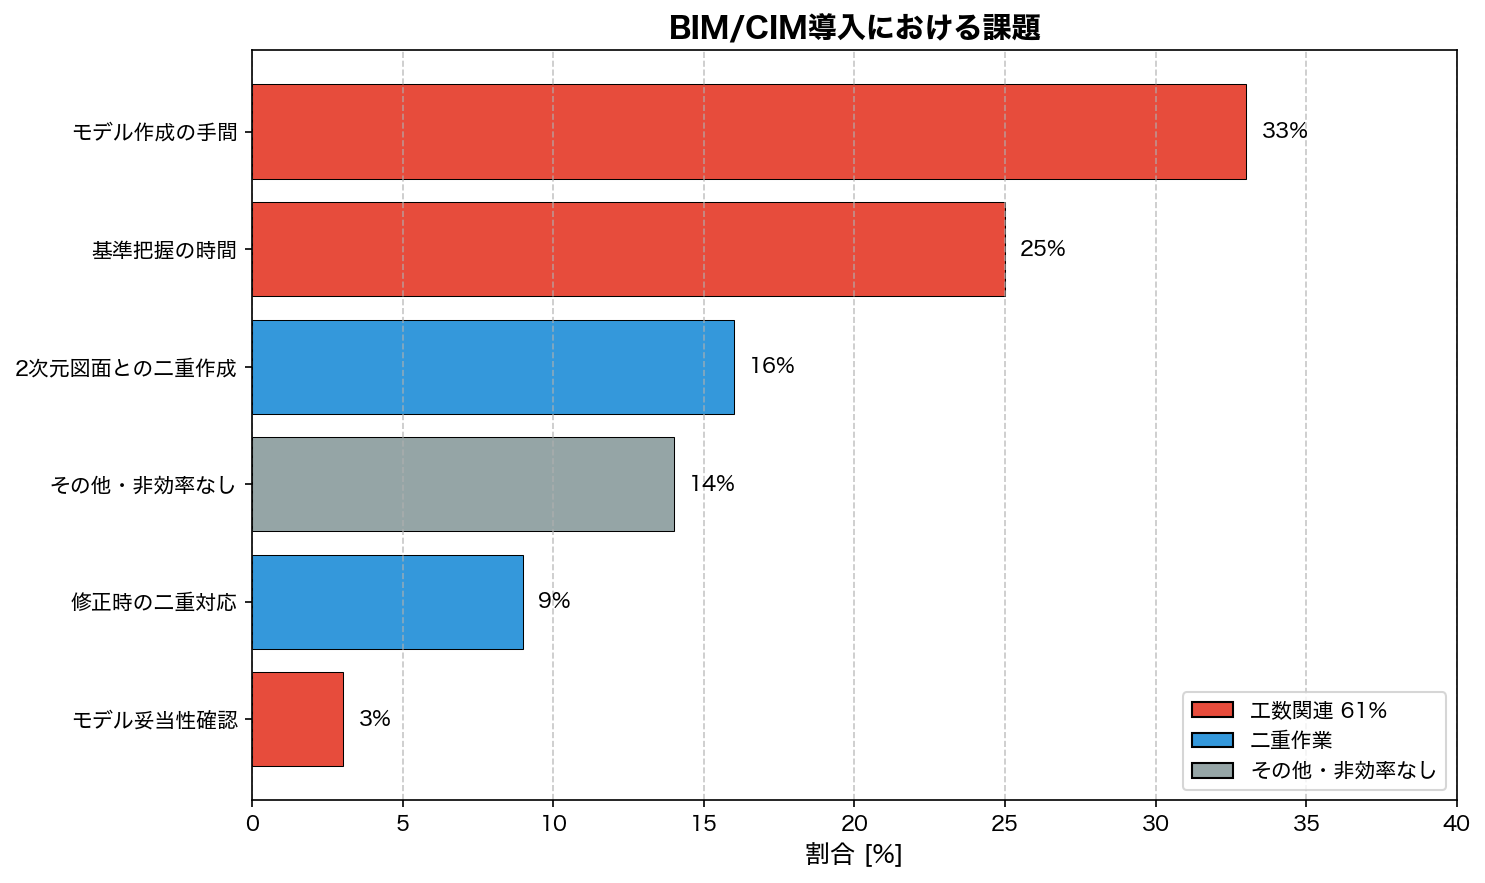 BIM/CIM導入における課題
モデル作成の手間
33%
基準把握の時間
25%
2次元図面との二重作成
16%
その他・非効率なし
14%
修正時の二重対応
9%
モデル妥当性確認
3%
工数関連 61%
二重作業
その他・非効率なし
0 5 10 15 20 25 30 35 40
割合 [%]